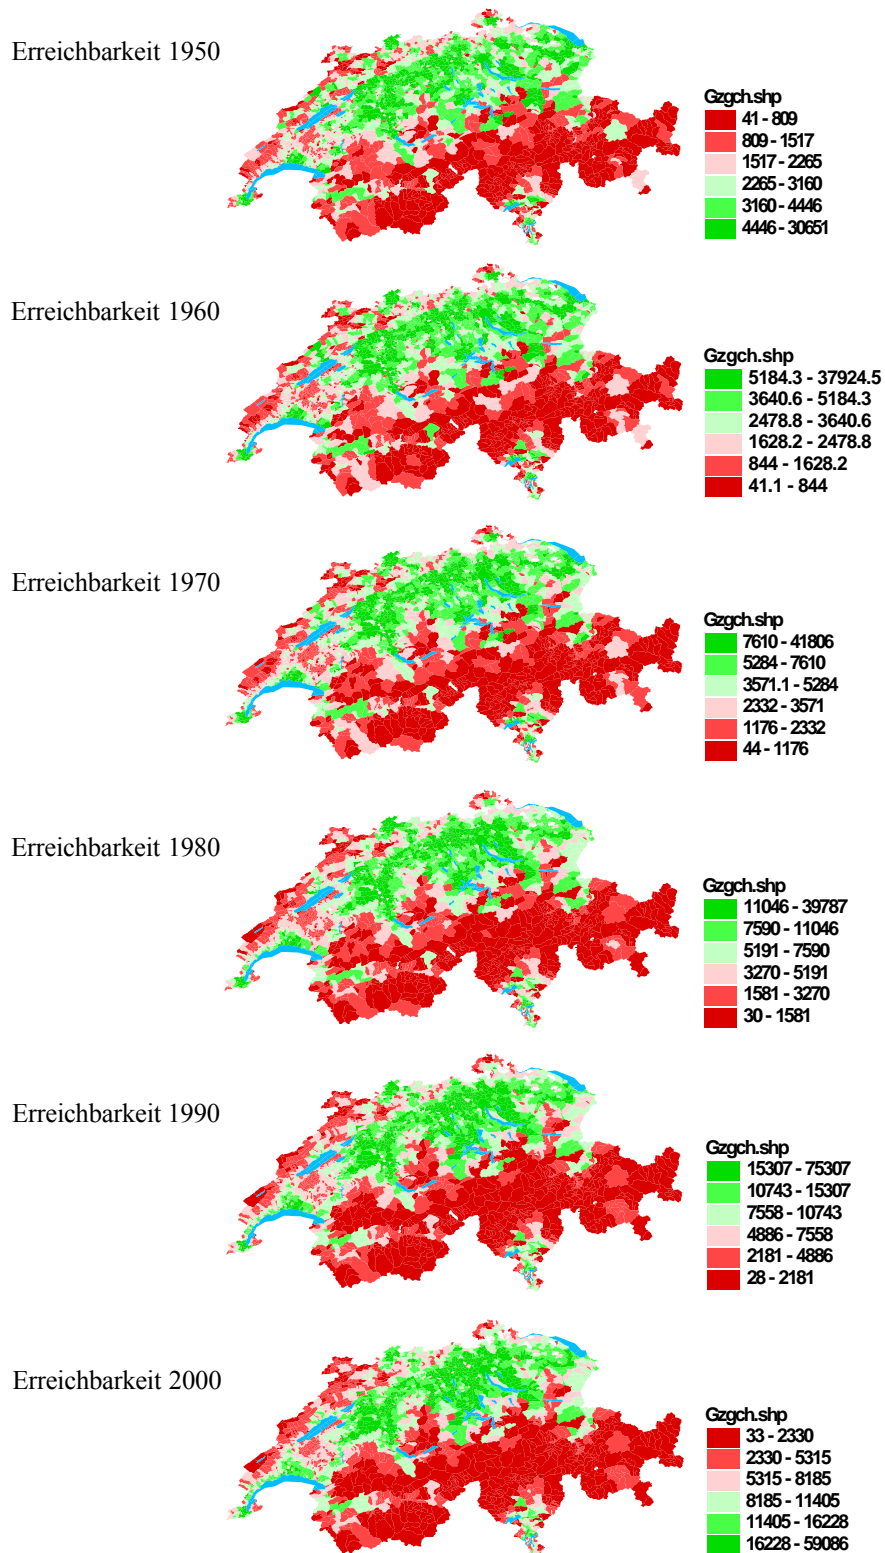 Erreichbarkeit 1950
Gzgch.shp
41 - 809
809 - 1517
1517 - 2265
2265 - 3160
3160 - 4446
4446 - 30651
Erreichbarkeit 1960
Gzgch.shp
5184.3 - 37924.5
3640.6 - 5184.3
2478.8 - 3640.6
1628.2 - 2478.8
844 - 1628.2
41.1 - 844
Erreichbarkeit 1970
Gzgch.shp
7610 - 41806
5284 - 7610
3571.1 - 5284
2332 - 3571
1176 - 2332
44 - 1176
Erreichbarkeit 1980
Gzgch.shp
11046 - 39787
7590 - 11046
5191 - 7590
3270 - 5191
1581 - 3270
30 - 1581
Erreichbarkeit 1990
Gzgch.shp
15307 - 75307
10743 - 15307
7558 - 10743
4886 - 7558
2181 - 4886
28 - 2181
Erreichbarkeit 2000
Gzgch.shp
33 - 2330
2330 - 5315
5315 - 8185
8185 - 11405
11405 - 16228
16228 - 59086